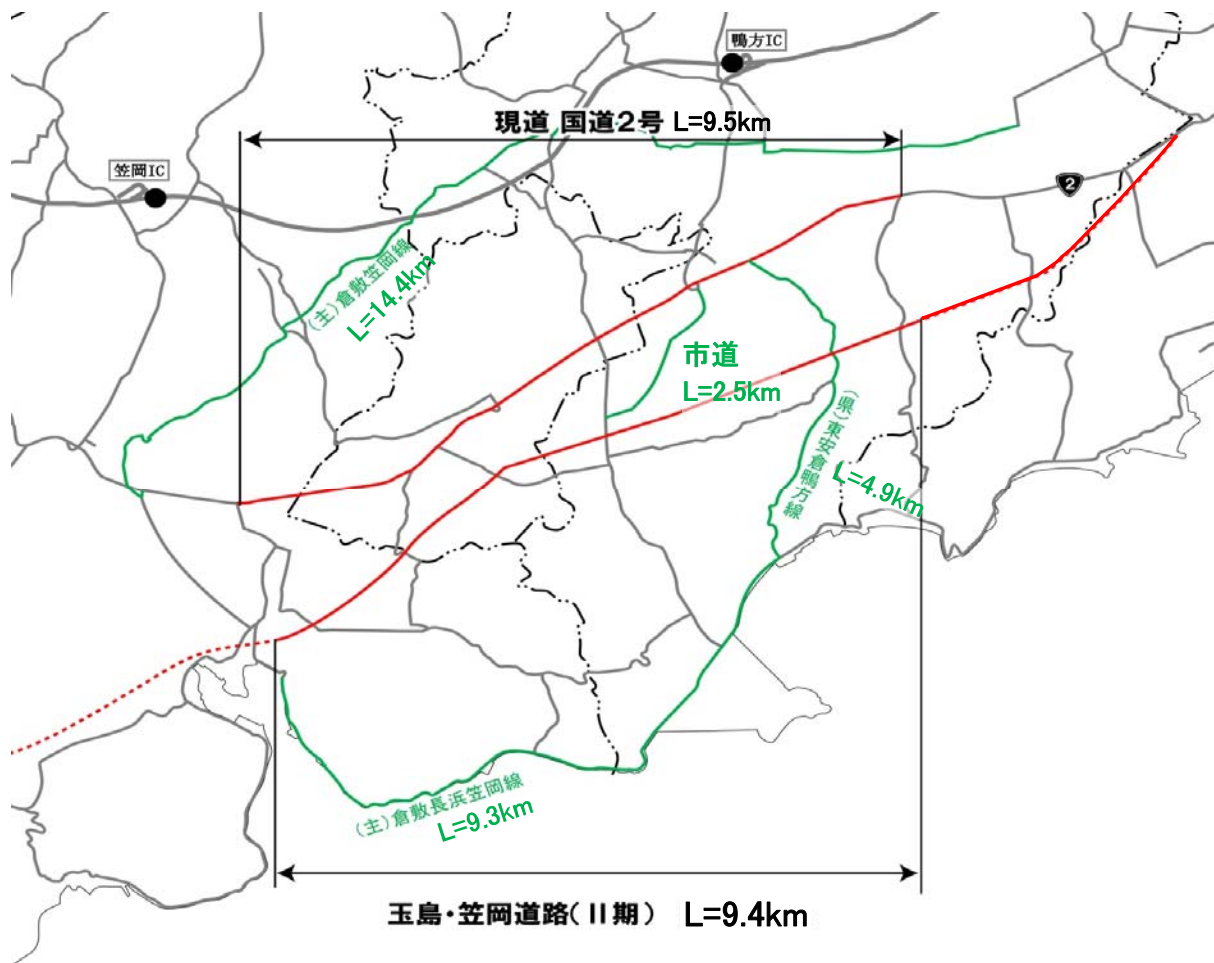 鴨方IC
現道 国道2号 L=9.5km
笠岡IC
2
(主)倉敷笠岡線
L=14.4km
市道
L=2.5km
(県)東安倉鴨方線
L=4.9km
(主)倉敷長浜笠岡線
L=9.3km
玉島・笠岡道路(Ⅱ期) L=9.4km